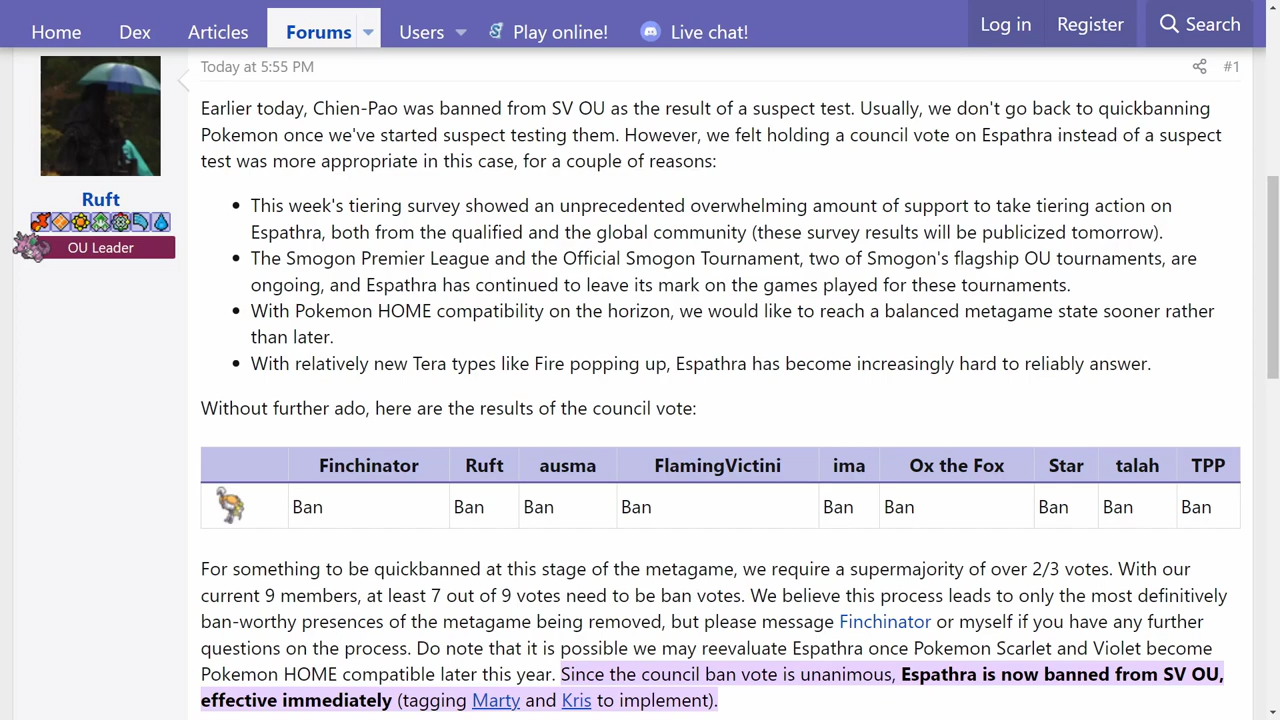 Home Dex Articles Forums Users Play online! Live chat! Log in Register Search
Today at 5:55 PM #1
Ruft
OU Leader
Earlier today, Chien-Pao was banned from SV OU as the result of a suspect test. Usually, we don't go back to quickbanning
Pokemon once we've started suspect testing them. However, we felt holding a council vote on Espathra instead of a suspect
test was more appropriate in this case, for a couple of reasons:
• This week's tiering survey showed an unprecedented overwhelming amount of support to take tiering action on
Espathra, both from the qualified and the global community (these survey results will be publicized tomorrow).
• The Smogon Premier League and the Official Smogon Tournament, two of Smogon's flagship OU tournaments, are
ongoing, and Espathra has continued to leave its mark on the games played for these tournaments.
• With Pokemon HOME compatibility on the horizon, we would like to reach a balanced metagame state sooner rather
than later.
• With relatively new Tera types like Fire popping up, Espathra has become increasingly hard to reliably answer.
Without further ado, here are the results of the council vote:
Finchinator Ruft ausma FlamingVictini ima Ox the Fox Star talah TPP
Ban Ban Ban Ban Ban Ban Ban Ban Ban
For something to be quickbanned at this stage of the metagame, we require a supermajority of over 2/3 votes. With our
current 9 members, at least 7 out of 9 votes need to be ban votes. We believe this process leads to only the most definitively
ban-worthy presences of the metagame being removed, but please message Finchinator or myself if you have any further
questions on the process. Do note that it is possible we may reevaluate Espathra once Pokemon Scarlet and Violet become
Pokemon HOME compatible later this year. Since the council ban vote is unanimous, Espathra is now banned from SV OU,
effective immediately (tagging Marty and Kris to implement).